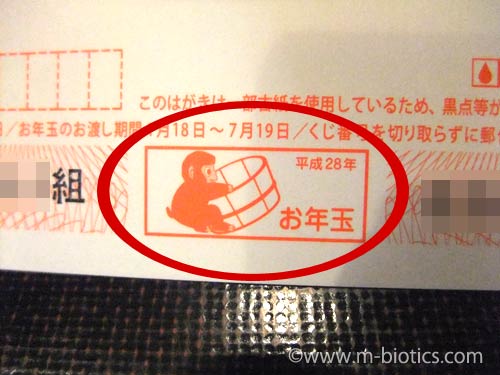 このはがきは、一部古紙を使用しているため、黒点等が
／お年玉のお渡し期間 1月18日～7月19日／くじ番号を切り取らずに郵
組
平成28年
お年玉
©www.m-biotics.com